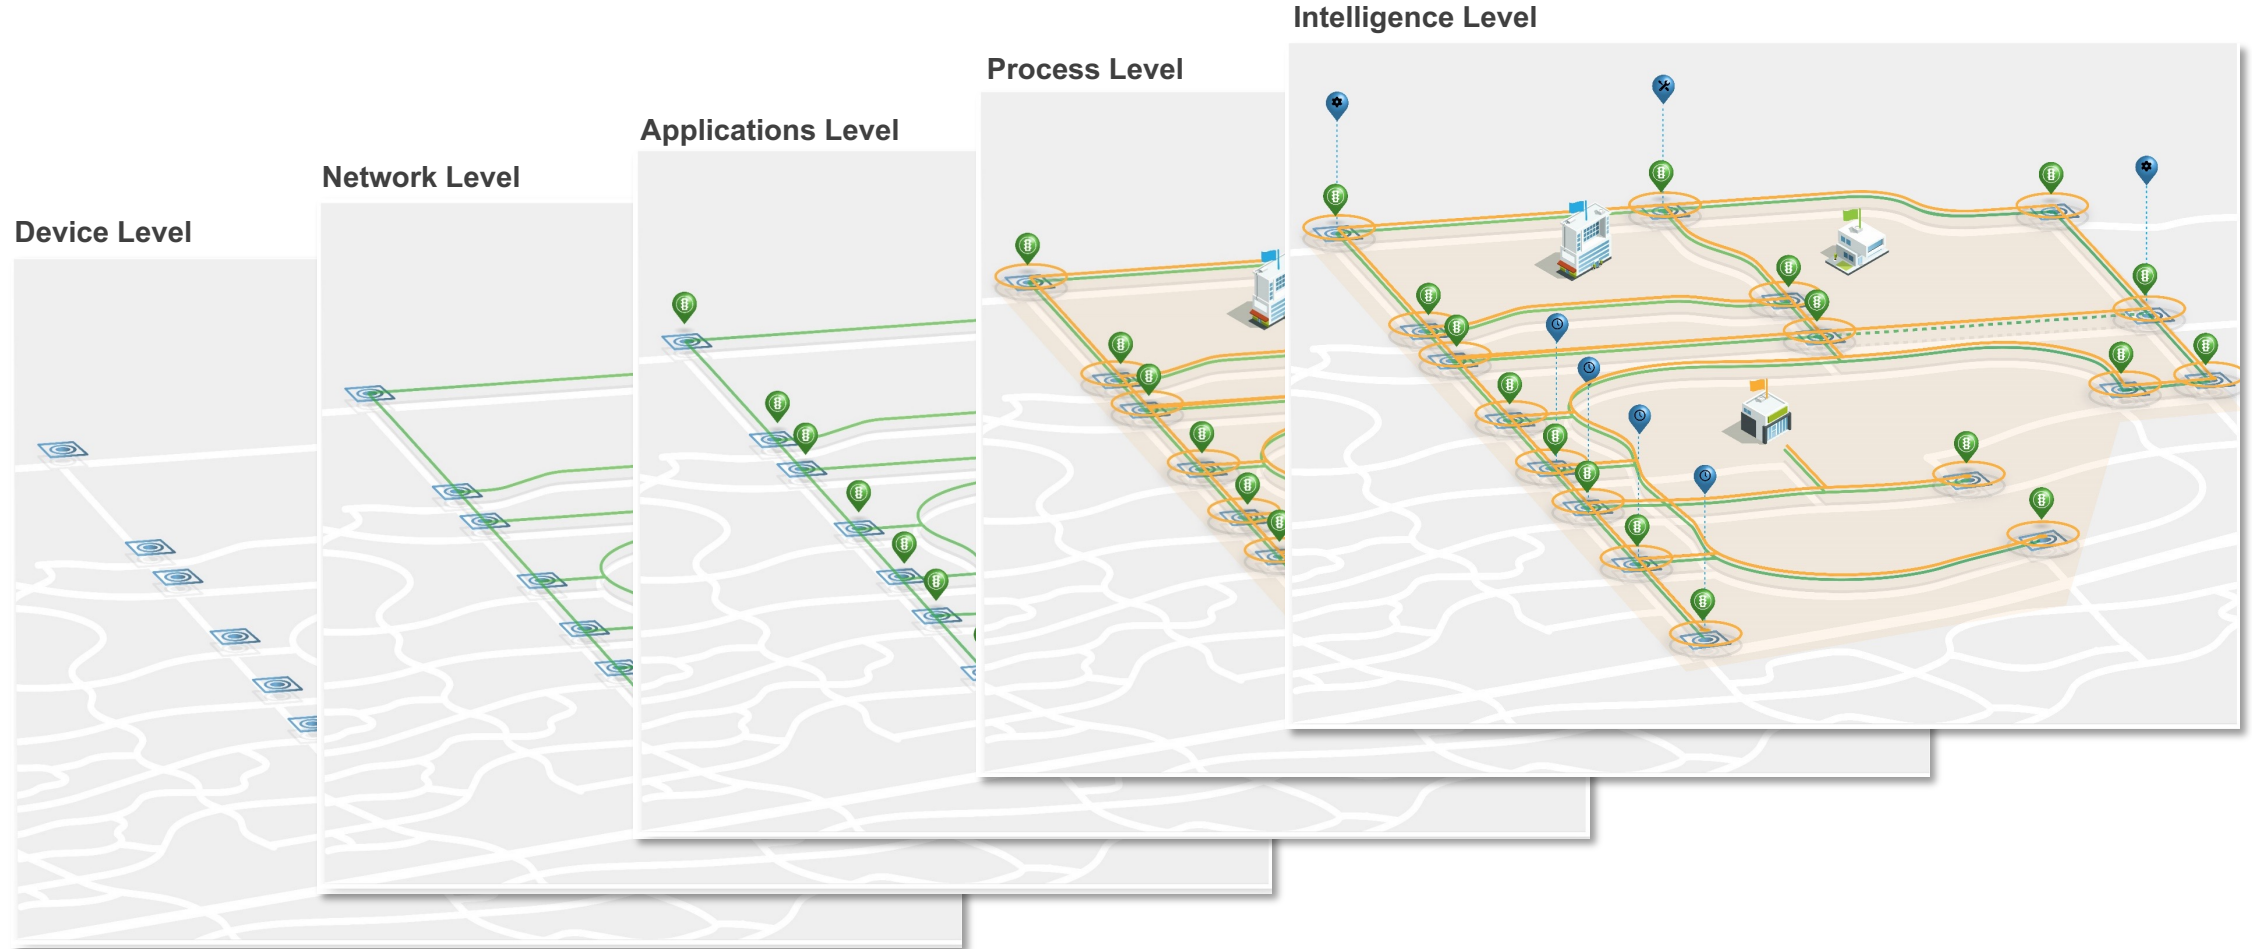 Intelligence Level
Process Level
Applications Level
Network Level
Device Level